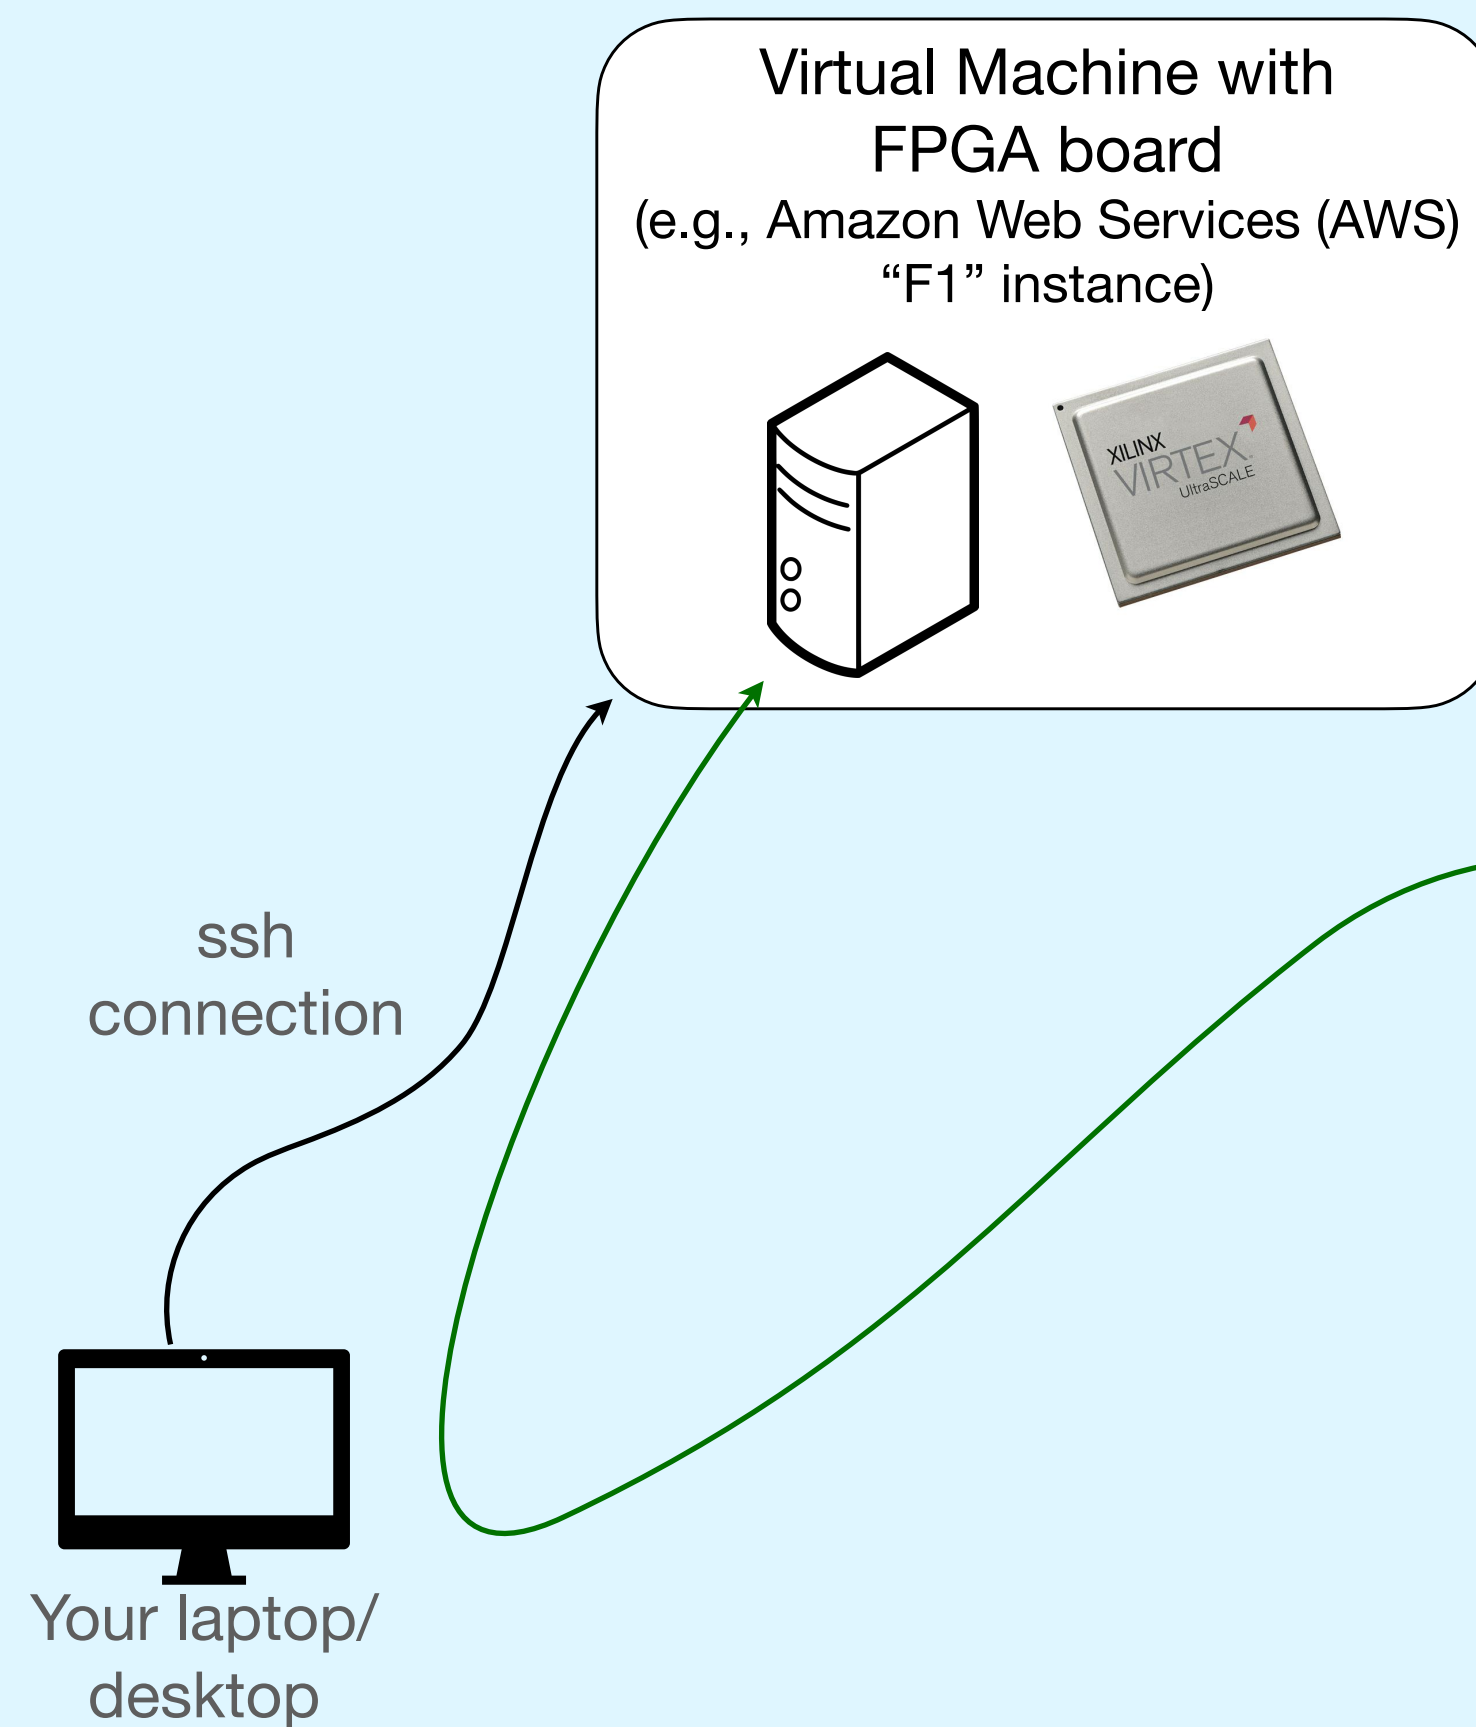 Virtual Machine with
FPGA board
(e.g., Amazon Web Services (AWS)
“F1” instance)
XILINX
VIRTEX
UltraSCALE
ssh
connection
Your laptop/
desktop